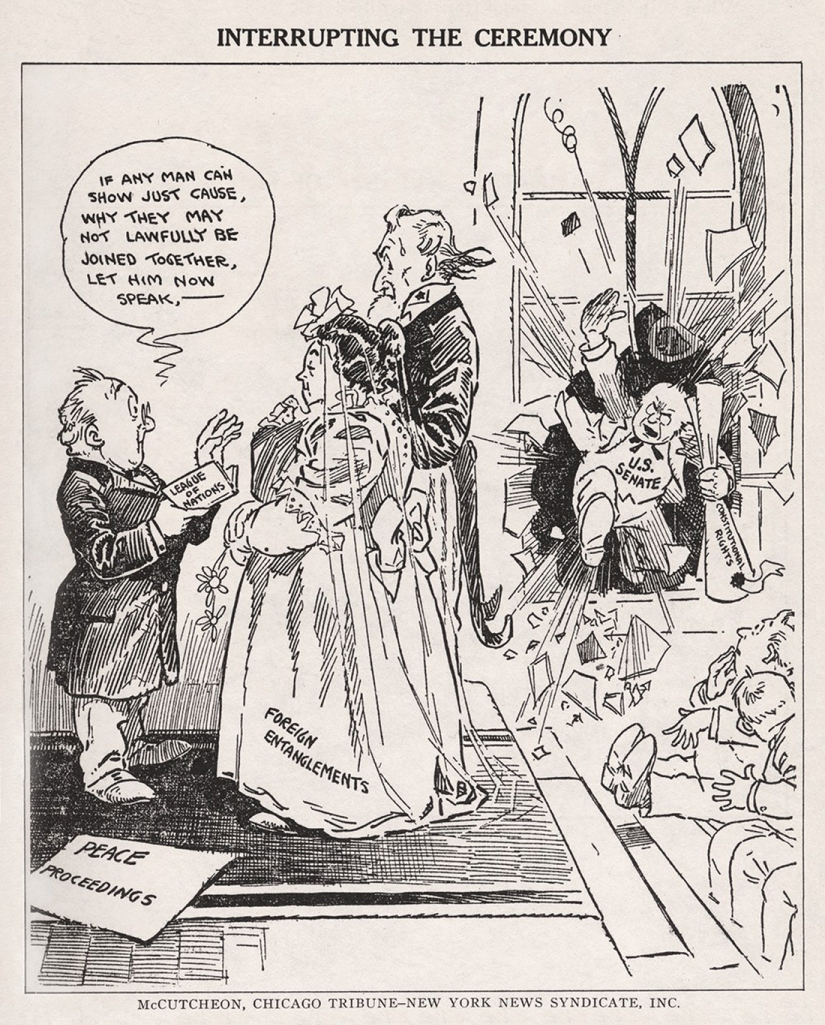 INTERRUPTING THE CEREMONY
IF ANY MAN CAN
SHOW JUST CAUSE,
WHY THEY MAY
NOT LAWFULLY BE
JOINED TOGETHER,
LET HIM NOW
SPEAK,—
LEAGUE
OF
NATIONS
U.S.
SENATE
CONSTITUTIONAL
RIGHTS
FOREIGN
ENTANGLEMENTS
PEACE
PROCEEDINGS
McCUTCHEON, CHICAGO TRIBUNE–NEW YORK NEWS SYNDICATE, INC.